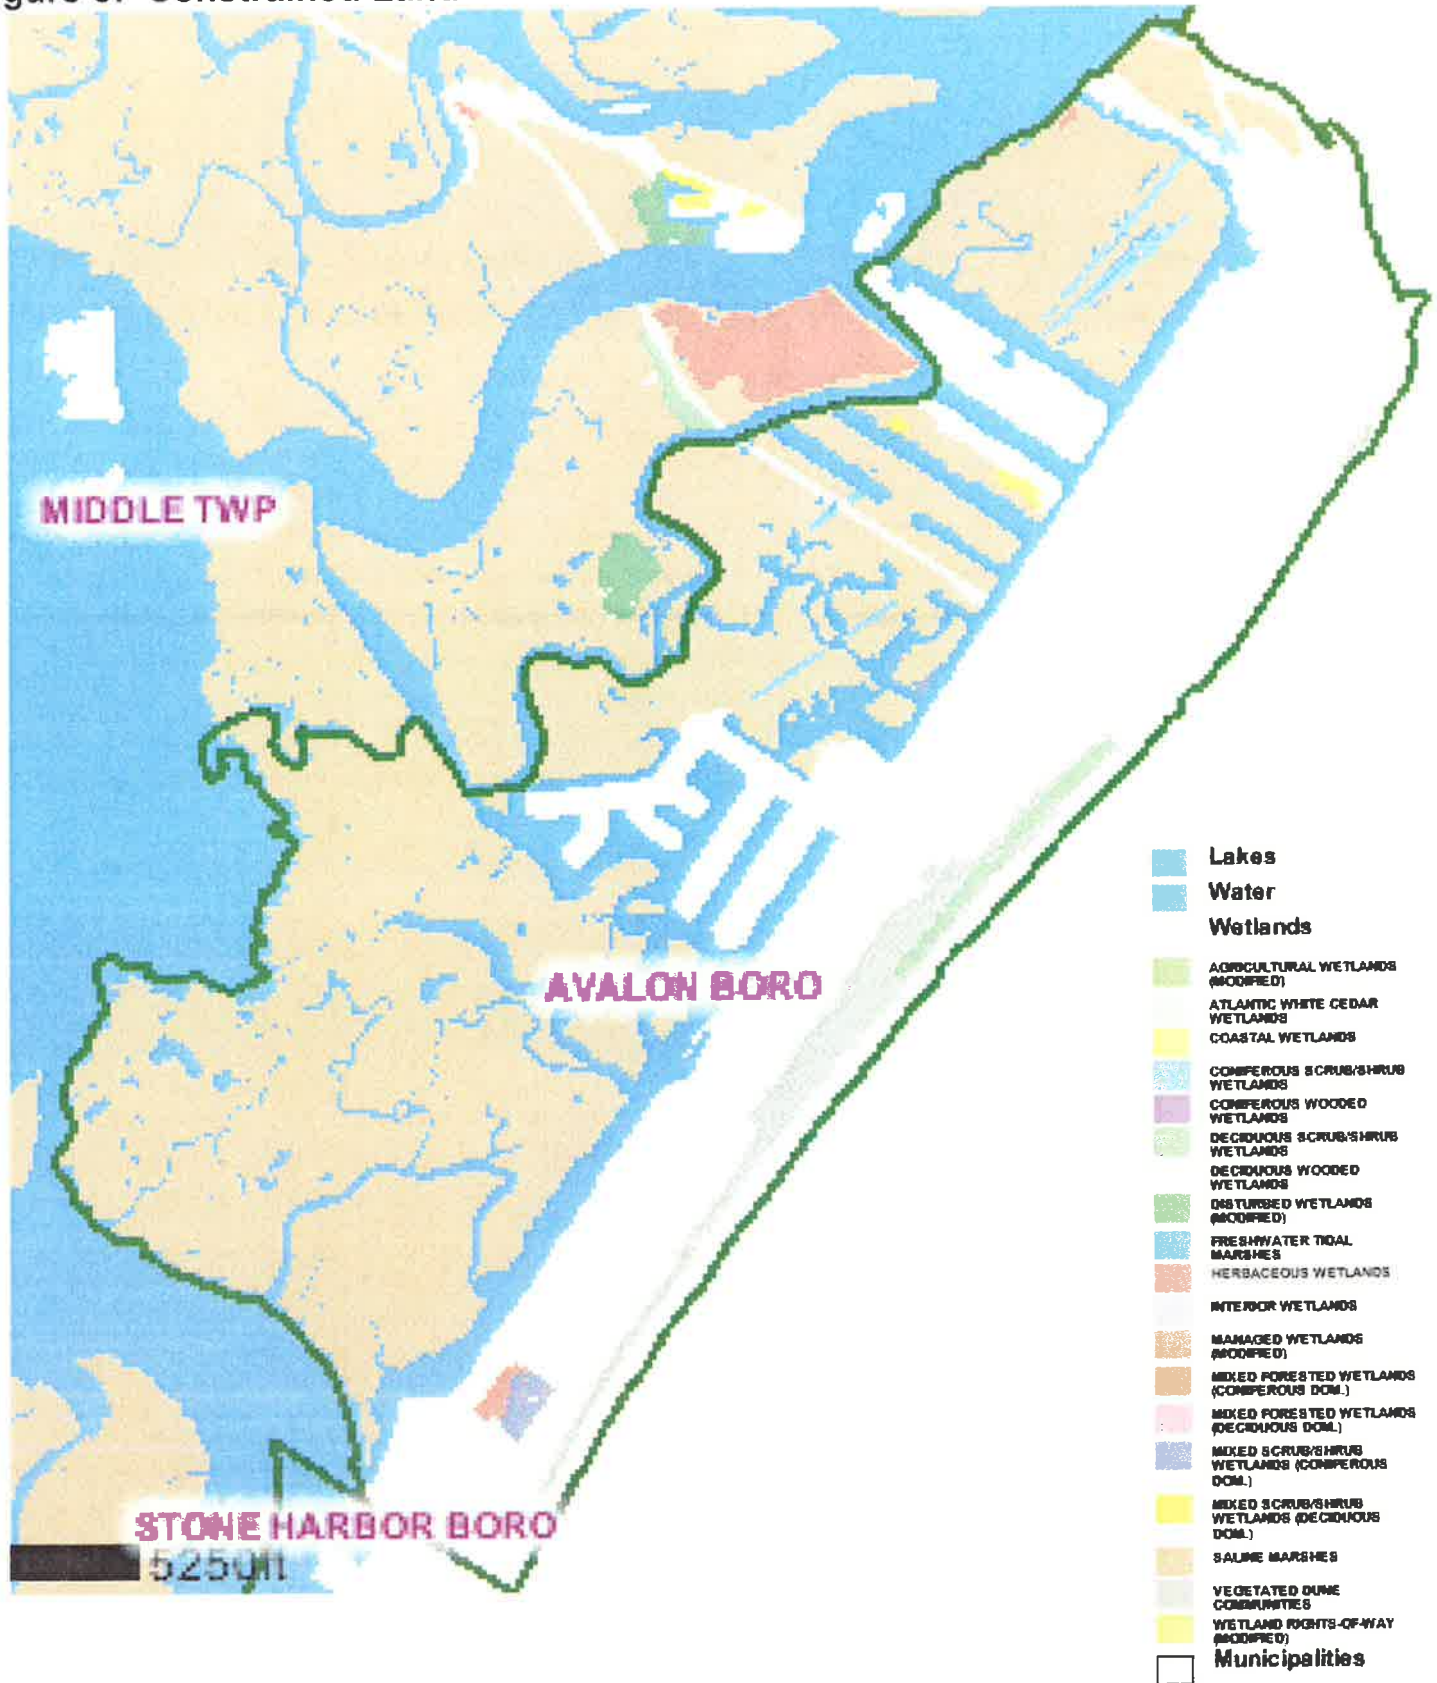 MIDDLE TWP
AVALON BORO
STONE HARBOR BORO
5250ft
Lakes
Water
Wetlands
AGRICULTURAL WETLANDS
(MODIFIED)
ATLANTIC WHITE CEDAR
WETLANDS
COASTAL WETLANDS
CONIFEROUS SCRUB/SHRUB
WETLANDS
CONIFEROUS WOODED
WETLANDS
DECIDUOUS SCRUB/SHRUB
WETLANDS
DECIDUOUS WOODED
WETLANDS
DISTURBED WETLANDS
(MODIFIED)
FRESHWATER TIDAL
MARSHES
HERBACEOUS WETLANDS
INTERIOR WETLANDS
MANAGED WETLANDS
(MODIFIED)
MIXED FORESTED WETLANDS
(CONIFEROUS DOM.)
MIXED FORESTED WETLANDS
(DECIDUOUS DOM.)
MIXED SCRUB/SHRUB
WETLANDS (CONIFEROUS
DOM.)
MIXED SCRUB/SHRUB
WETLANDS (DECIDUOUS
DOM.)
SALINE MARSHES
VEGETATED DUNE
COMMUNITIES
WETLAND RIGHTS-OF-WAY
(MODIFIED)
Municipalities